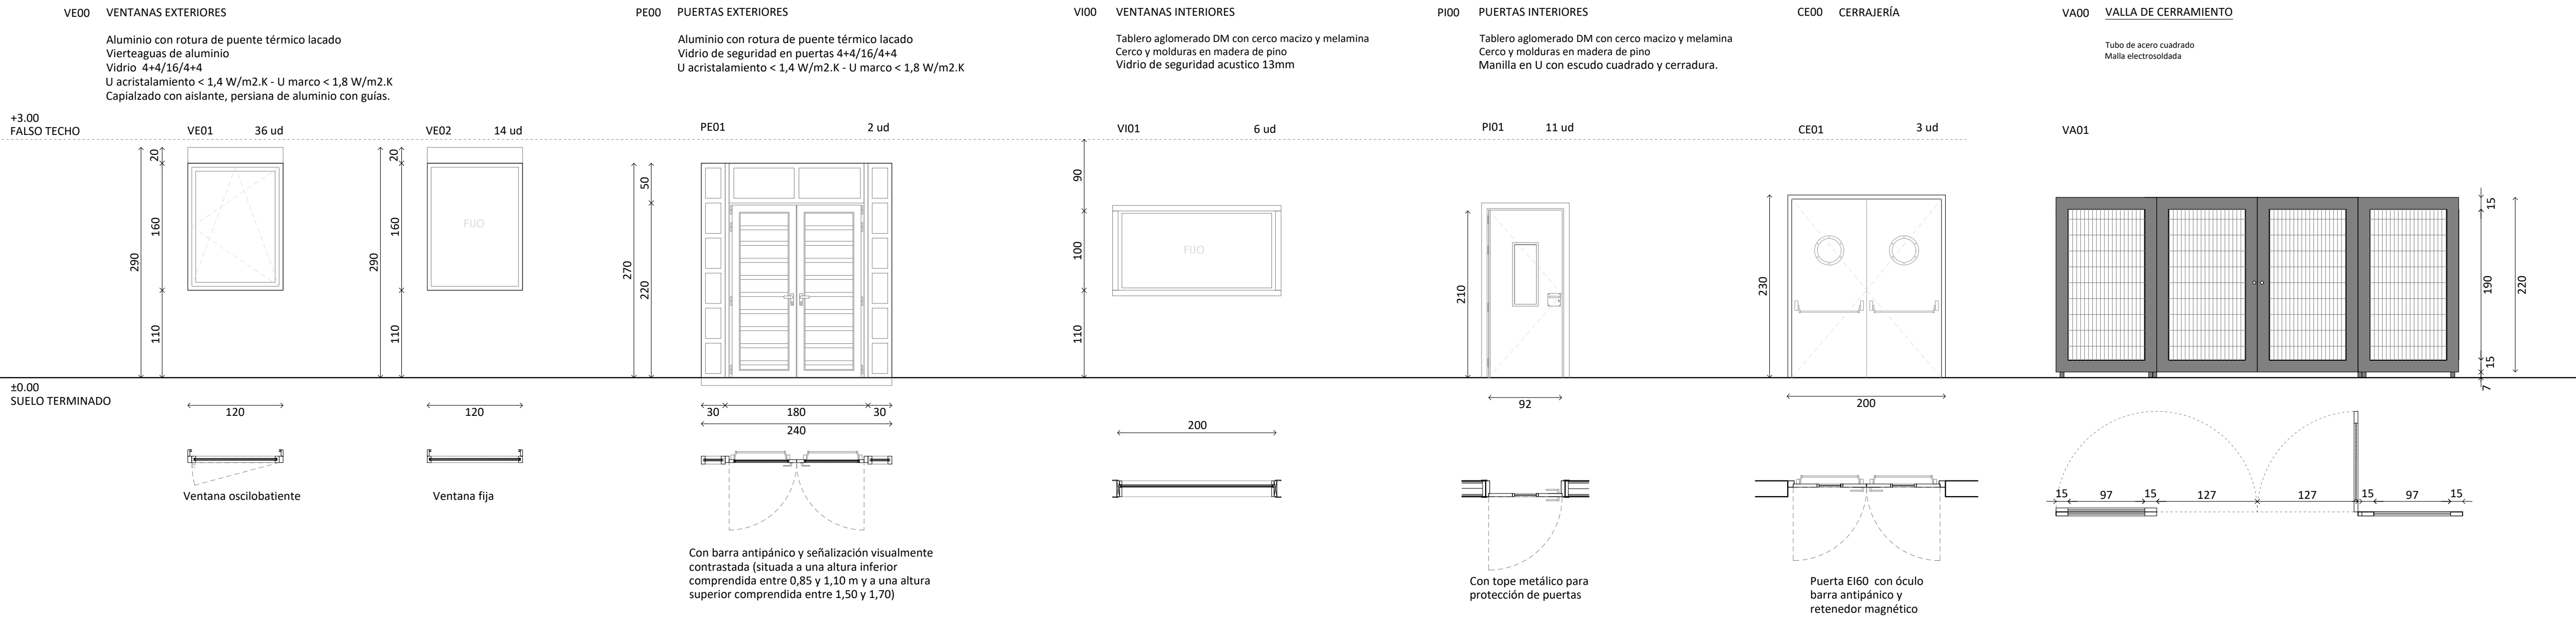 VE00 VENTANAS EXTERIORES
Aluminio con rotura de puente térmico lacado
Vierteaguas de aluminio
Vidrio 4+4/16/4+4
U acristalamiento < 1,4 W/m2.K - U marco < 1,8 W/m2.K
Capialzado con aislante, persiana de aluminio con guías.
PE00 PUERTAS EXTERIORES
Aluminio con rotura de puente térmico lacado
Vidrio de seguridad en puertas 4+4/16/4+4
U acristalamiento < 1,4 W/m2.K - U marco < 1,8 W/m2.K
VI00 VENTANAS INTERIORES
Tablero aglomerado DM con cerco macizo y melamina
Cerco y molduras en madera de pino
Vidrio de seguridad acustico 13mm
PI00 PUERTAS INTERIORES
Tablero aglomerado DM con cerco macizo y melamina
Cerco y molduras en madera de pino
Manilla en U con escudo cuadrado y cerradura.
CE00 CERRAJERÍA
VA00 VALLA DE CERRAMIENTO
Tubo de acero cuadrado
Malla electrosoldada
+3.00
FALSO TECHO
±0.00
SUELO TERMINADO
VE01 36 ud
20
160
290
110
120
Ventana oscilobatiente
VE02 14 ud
20
160
290
110
FIJO
120
Ventana fija
PE01 2 ud
50
270
220
30 180 30
240
Con barra antipánico y señalización visualmente
contrastada (situada a una altura inferior
comprendida entre 0,85 y 1,10 m y a una altura
superior comprendida entre 1,50 y 1,70)
VI01 6 ud
90
100
110
FIJO
200
PI01 11 ud
210
92
Con tope metálico para
protección de puertas
CE01 3 ud
230
200
Puerta EI60 con óculo
barra antipánico y
retenedor magnético
VA01
15
190
220
15
7
15 97 15 127 127 15 97 15